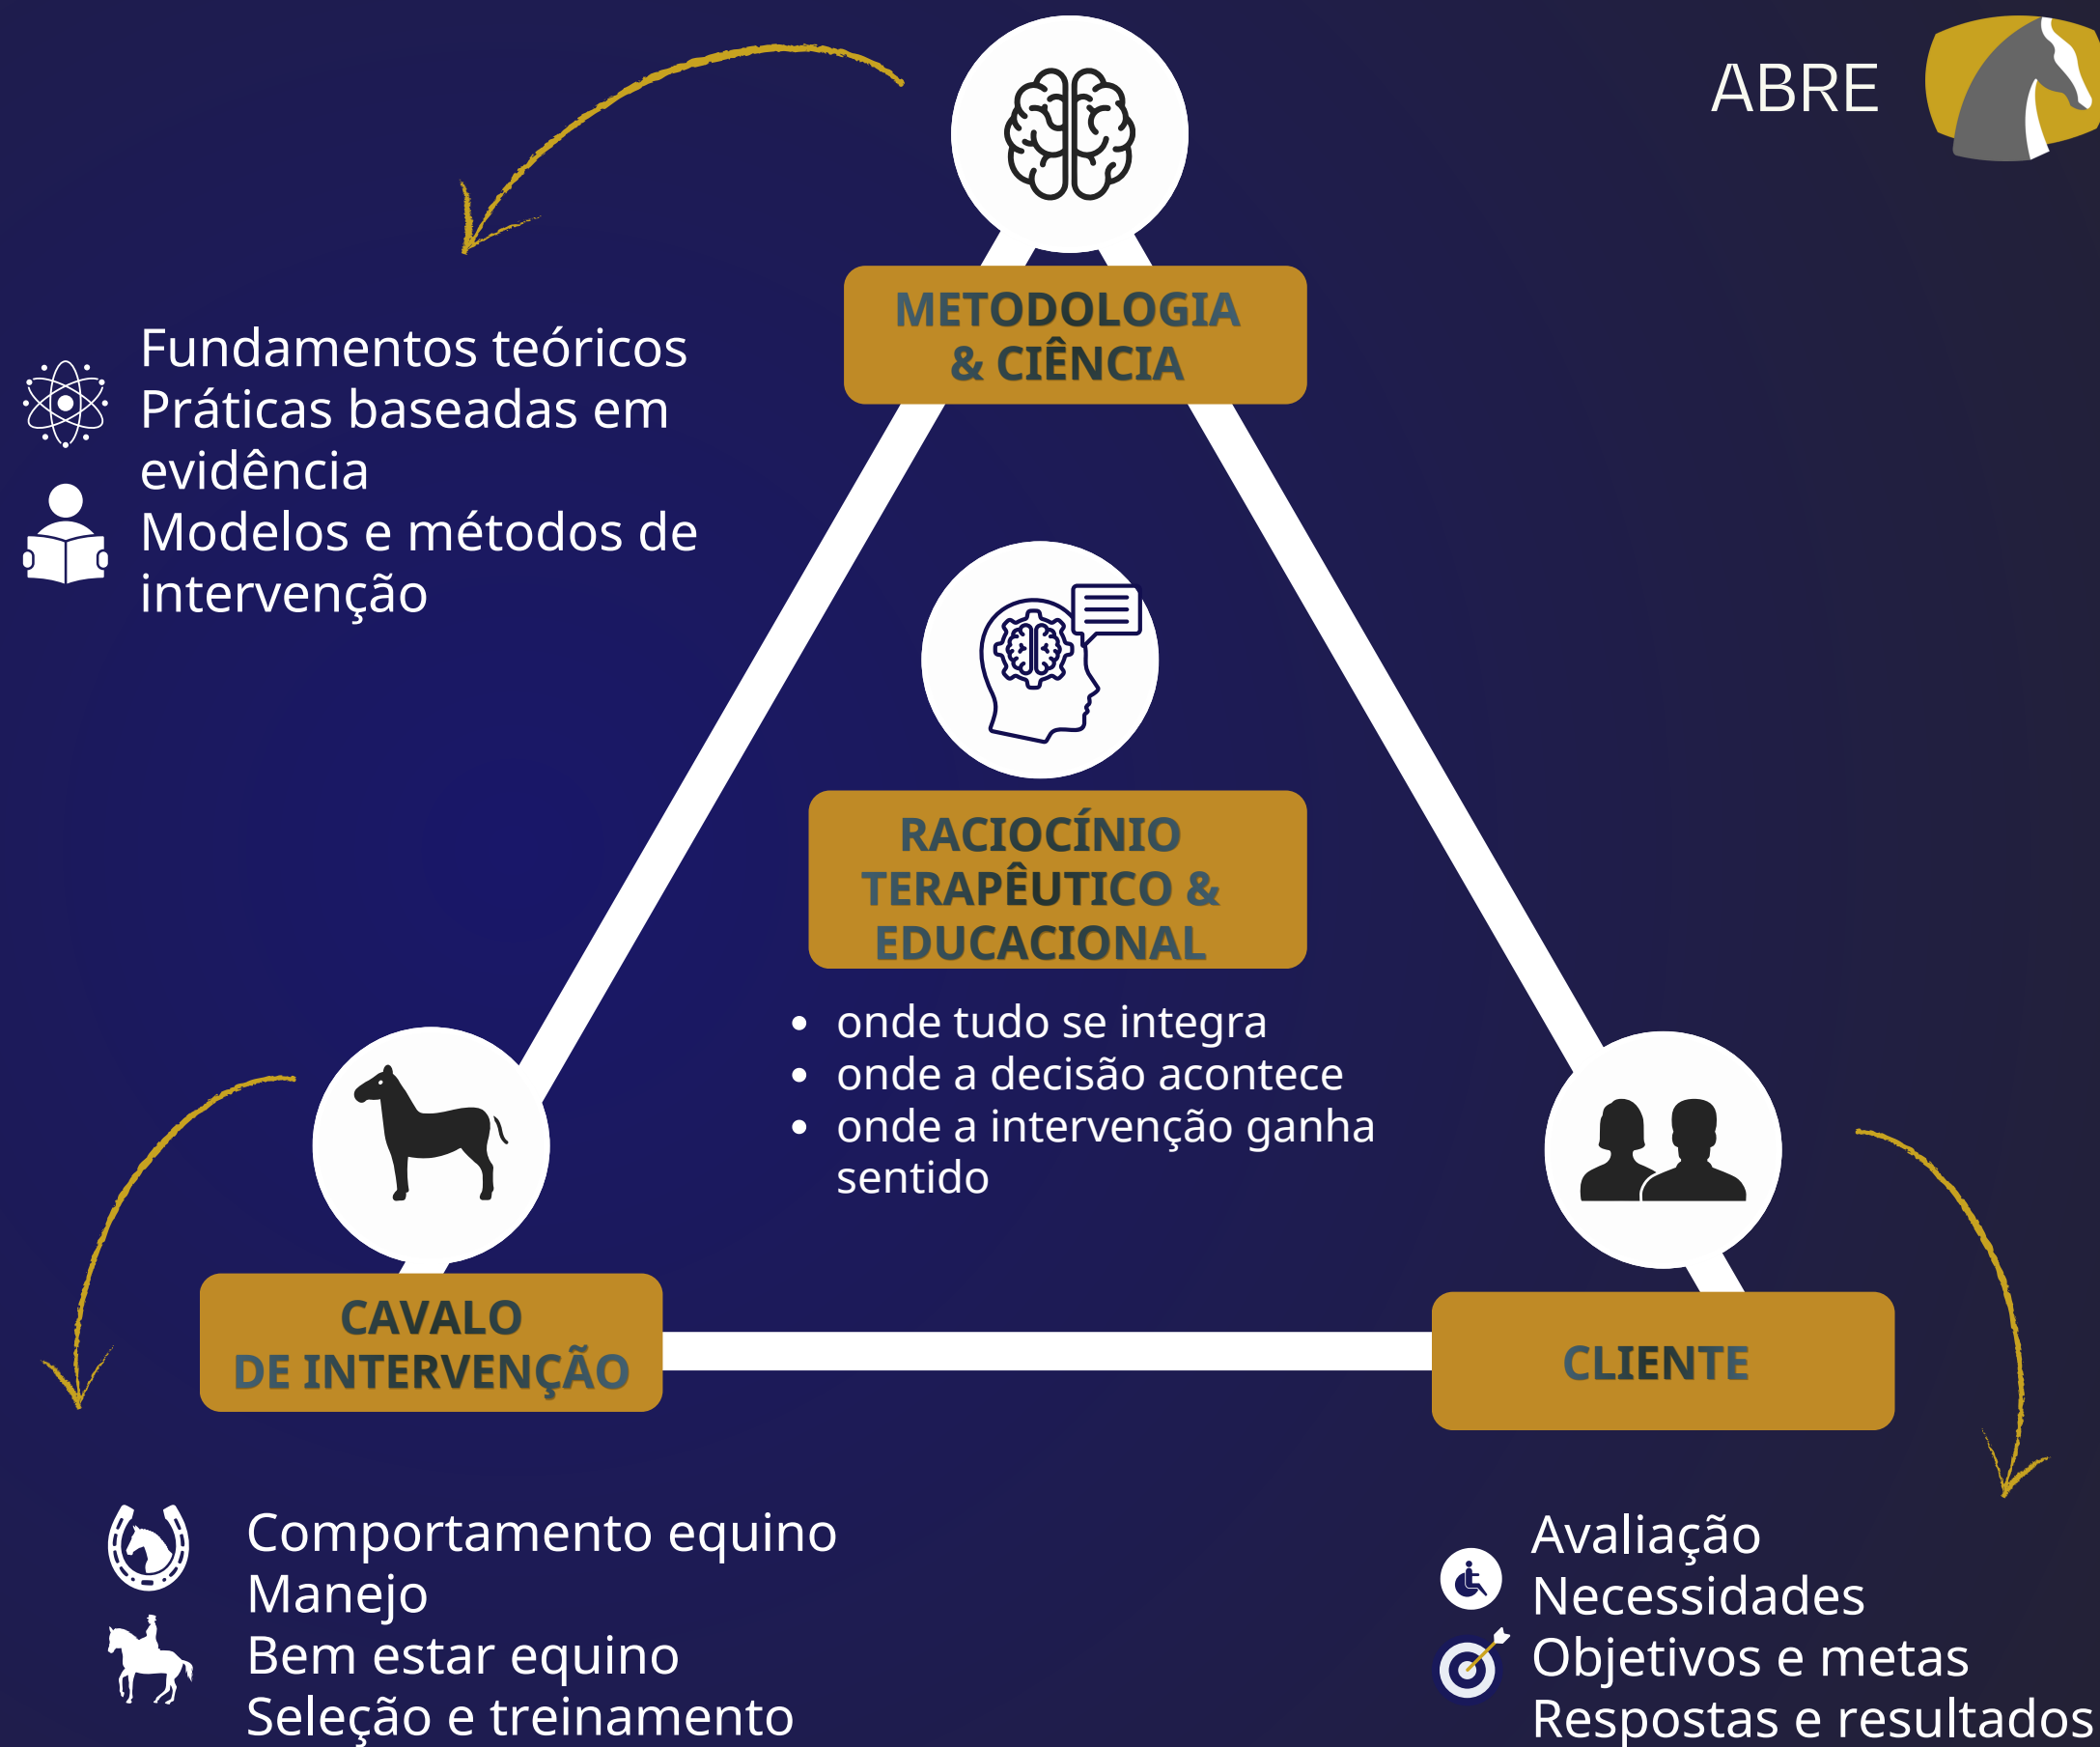 ABRE
METODOLOGIA
& CIÊNCIA
Fundamentos teóricos
Práticas baseadas em
evidência
Modelos e métodos de
intervenção
RACIOCÍNIO
TERAPÊUTICO &
EDUCACIONAL
• onde tudo se integra
• onde a decisão acontece
• onde a intervenção ganha
sentido
CAVALO
DE INTERVENÇÃO
CLIENTE
Comportamento equino
Manejo
Bem estar equino
Seleção e treinamento
Avaliação
Necessidades
Objetivos e metas
Respostas e resultados